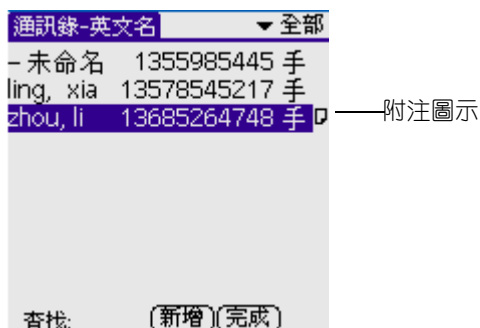 通訊錄-英文名 全部
-未命名 1355985445 手
ling, xia 13578545217 手
zhou, li 13685264748 手
附注圖示
查找: 新增 完成